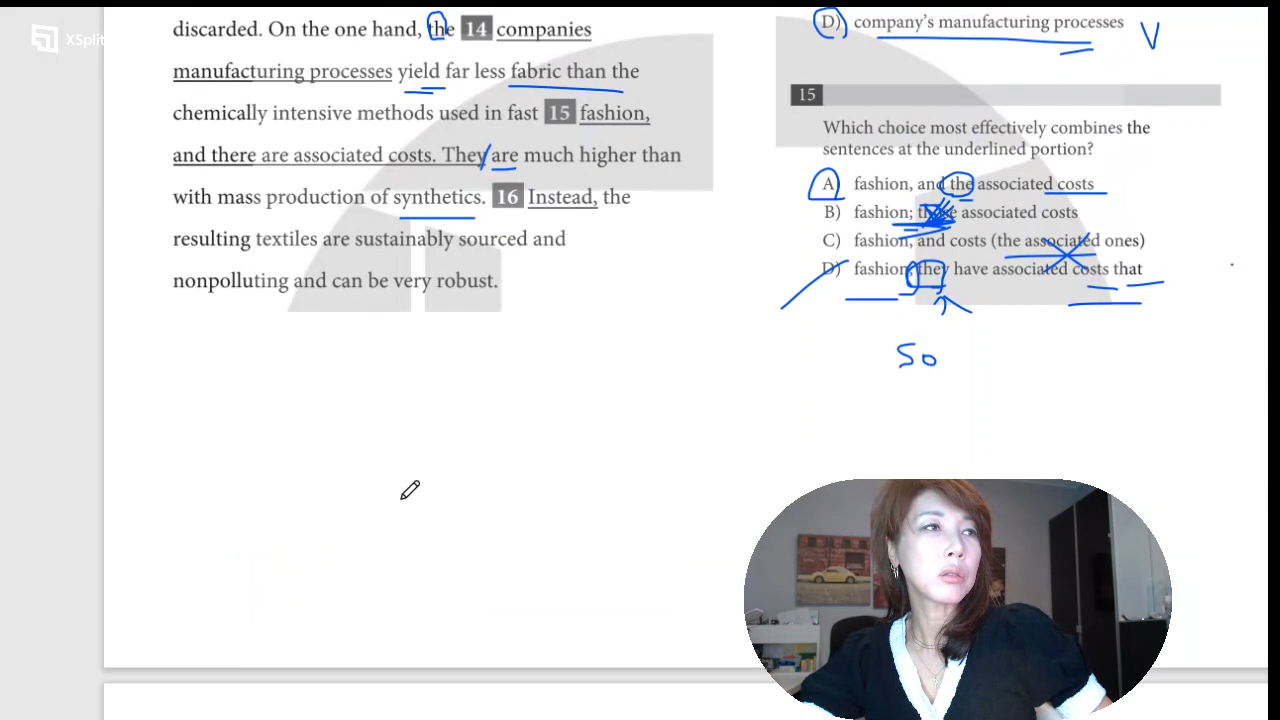 XSplit
discarded. On the one hand, the 14 companies
manufacturing processes yield far less fabric than the
chemically intensive methods used in fast 15 fashion,
and there are associated costs. They are much higher than
with mass production of synthetics. 16 Instead, the
resulting textiles are sustainably sourced and
nonpolluting and can be very robust.
D) company's manufacturing processes
V
15
Which choice most effectively combines the
sentences at the underlined portion?
A) fashion, and the associated costs
B) fashion; associated costs
C) fashion, and costs (the associated ones)
D) fashion, they have associated costs that
so